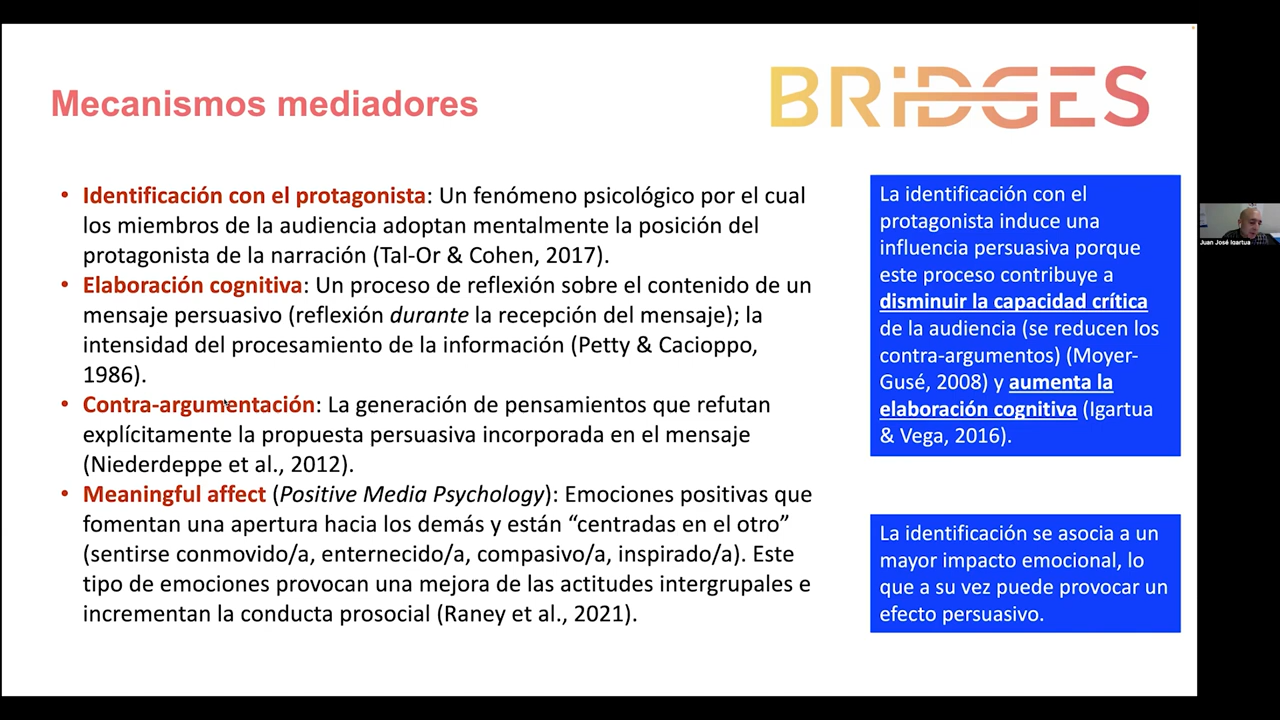 Mecanismos mediadores
BRiDGES
• Identificación con el protagonista: Un fenómeno psicológico por el cual
los miembros de la audiencia adoptan mentalmente la posición del
protagonista de la narración (Tal-Or & Cohen, 2017).
• Elaboración cognitiva: Un proceso de reflexión sobre el contenido de un
mensaje persuasivo (reflexión durante la recepción del mensaje); la
intensidad del procesamiento de la información (Petty & Cacioppo,
1986).
• Contra-argumentación: La generación de pensamientos que refutan
explícitamente la propuesta persuasiva incorporada en el mensaje
(Niederdeppe et al., 2012).
• Meaningful affect (Positive Media Psychology): Emociones positivas que
fomentan una apertura hacia los demás y están “centradas en el otro”
(sentirse conmovido/a, enternecido/a, compasivo/a, inspirado/a). Este
tipo de emociones provocan una mejora de las actitudes intergrupales e
incrementan la conducta prosocial (Raney et al., 2021).
La identificación con el
protagonista induce una
influencia persuasiva porque
este proceso contribuye a
disminuir la capacidad crítica
de la audiencia (se reducen los
contra-argumentos) (Moyer-
Gusé, 2008) y aumenta la
elaboración cognitiva (Igartua
& Vega, 2016).
La identificación se asocia a un
mayor impacto emocional, lo
que a su vez puede provocar un
efecto persuasivo.
Juan José Igartua